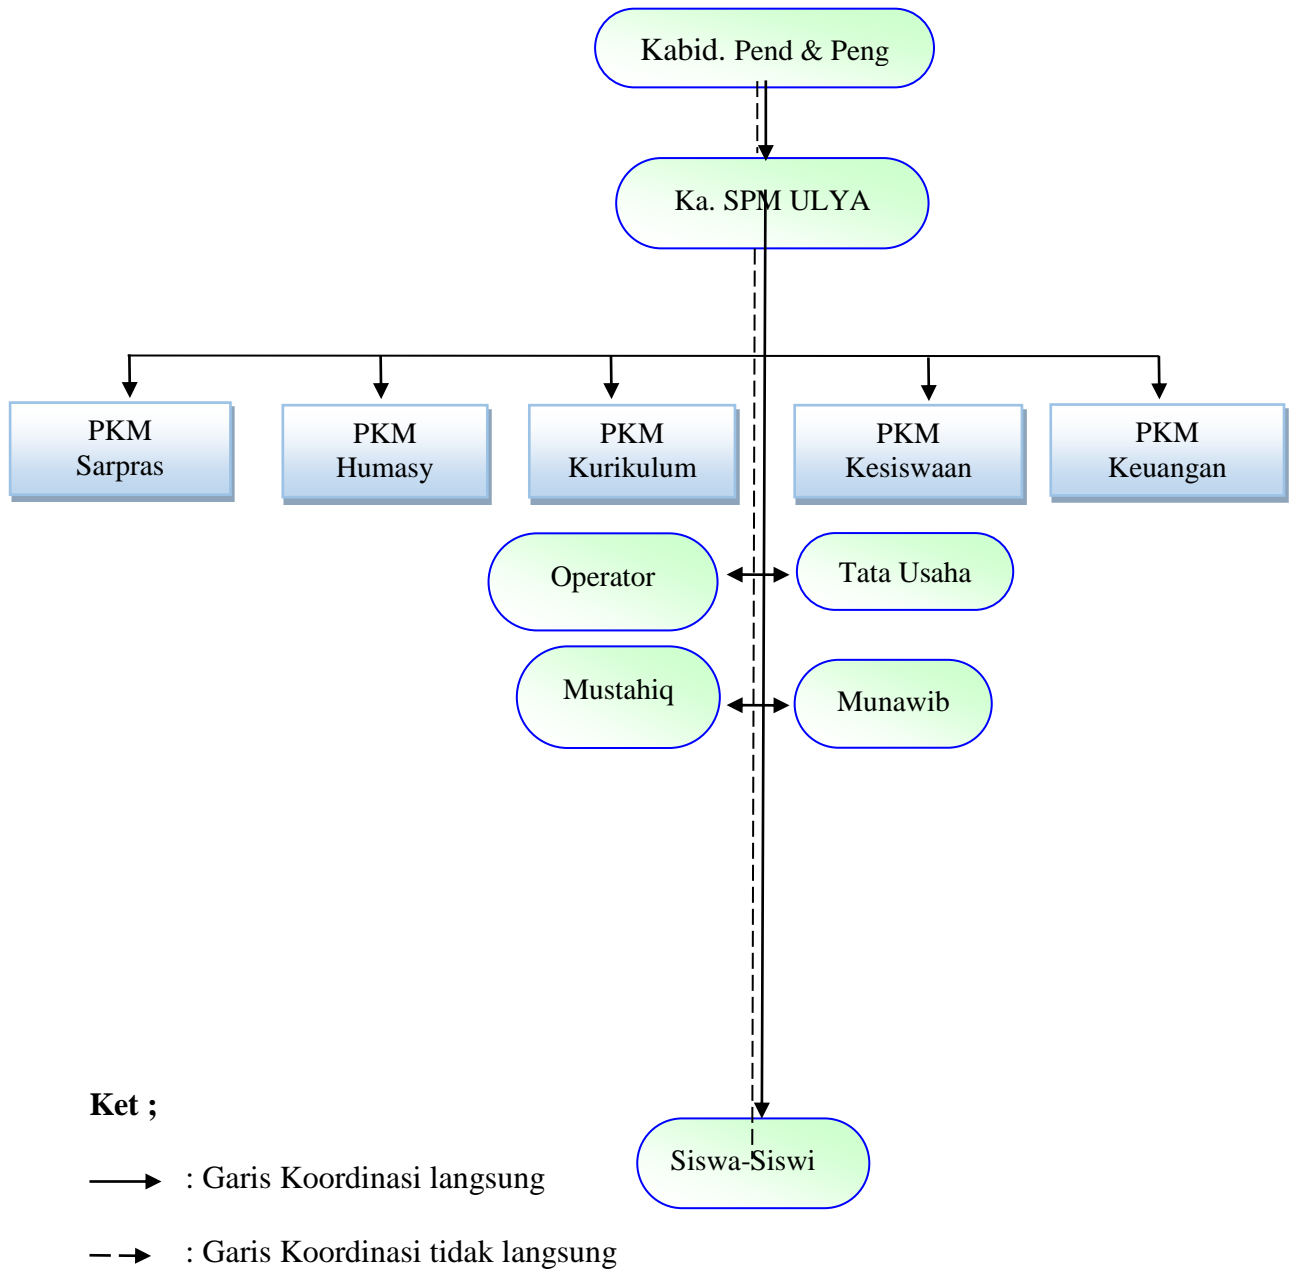 Kabid. Pend & Peng
Ka. SPM ULYA
PKM
Sarpras
PKM
Humasy
PKM
Kurikulum
PKM
Kesiswaan
PKM
Keuangan
Operator
Tata Usaha
Mustahiq
Munawib
Siswa-Siswi
Ket ;
: Garis Koordinasi langsung
: Garis Koordinasi tidak langsung